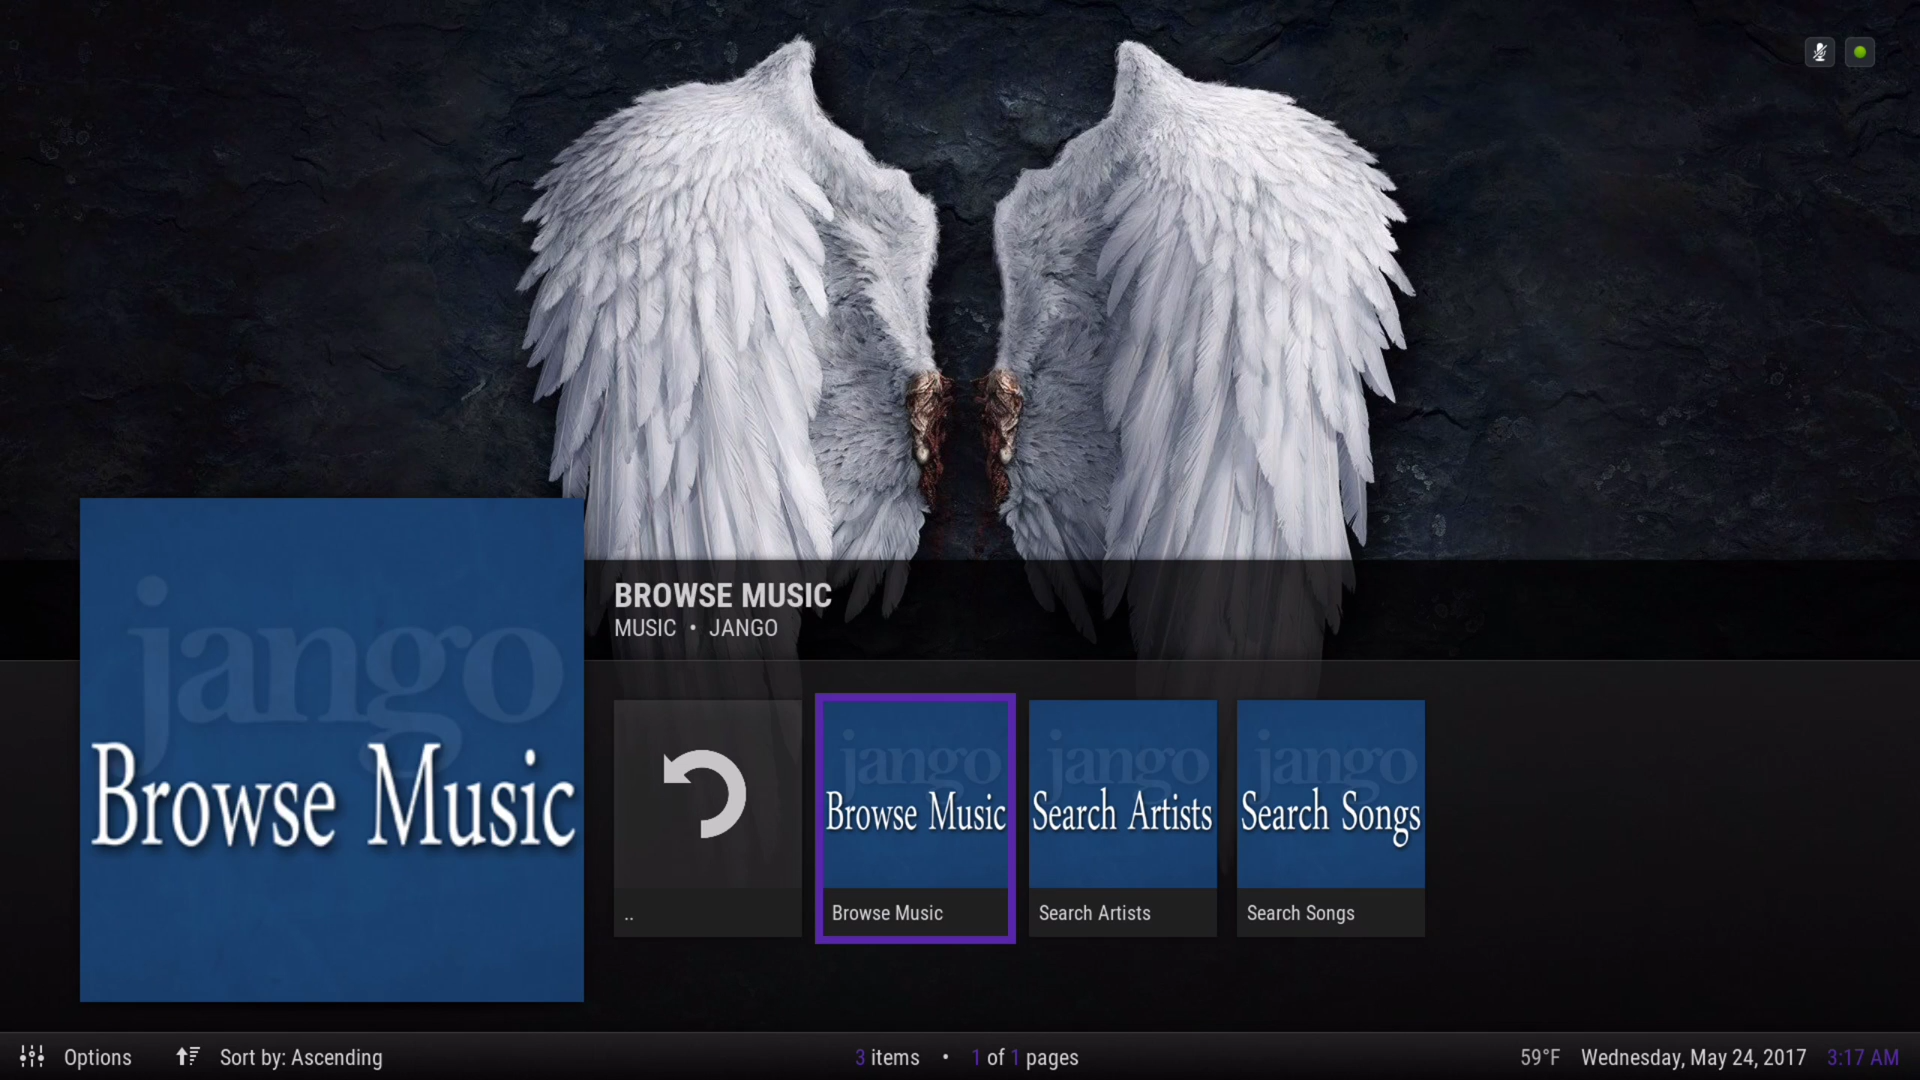 BROWSE MUSIC
MUSIC • JANGO
jango
Browse Music
..
jango
Browse Music
Browse Music
jango
Search Artists
Search Artists
jango
Search Songs
Search Songs
Options
Sort by: Ascending
3 items • 1 of 1 pages
59°F Wednesday, May 24, 2017 3:17 AM